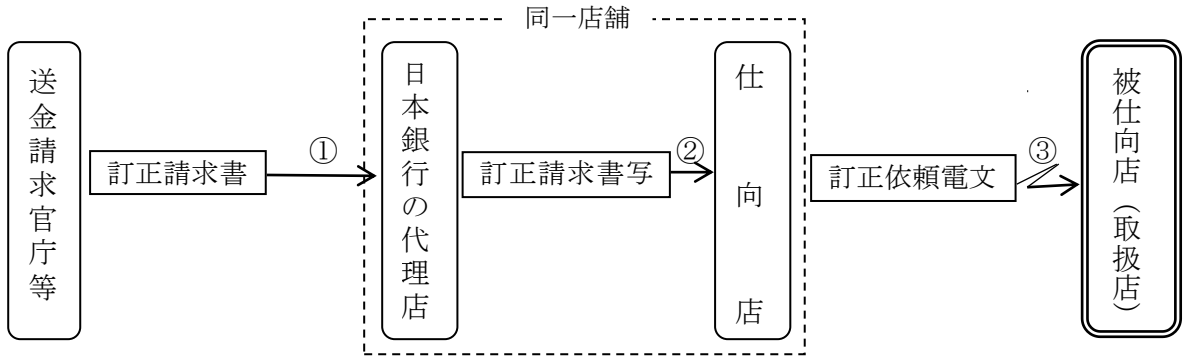 同一店舗
送金請求官庁等
訂正請求書
①
日本銀行の代理店
訂正請求書写
②
仕向店
訂正依頼電文
③
被仕向店（取扱店）